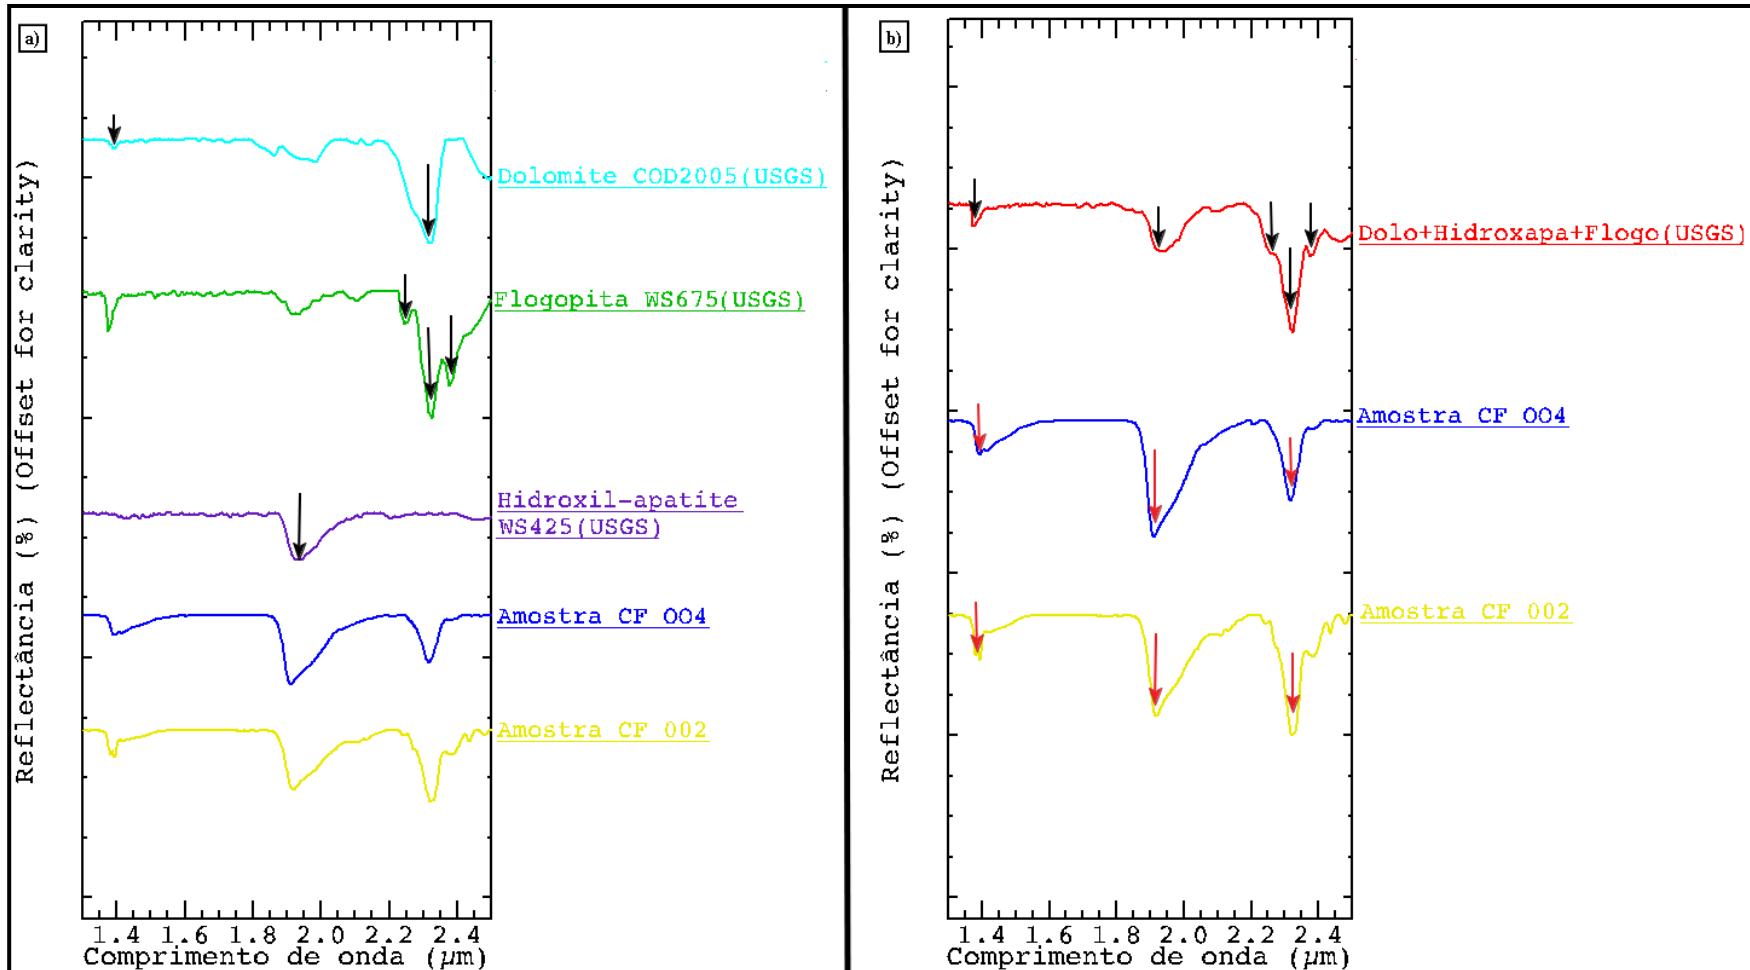 a)
Reflectância (%) (Offset for clarity)
Dolomite COD2005(USGS)
Flogopita WS675(USGS)
Hidroxil-apatite
WS425(USGS)
Amostra CF OO4
Amostra CF 002
1.4 1.6 1.8 2.0 2.2 2.4
Comprimento de onda (µm)
b)
Reflectância (%) (Offset for clarity)
Dolo+Hidroxapa+Flogo(USGS)
Amostra CF OO4
Amostra CF 002
1.4 1.6 1.8 2.0 2.2 2.4
Comprimento de onda (µm)